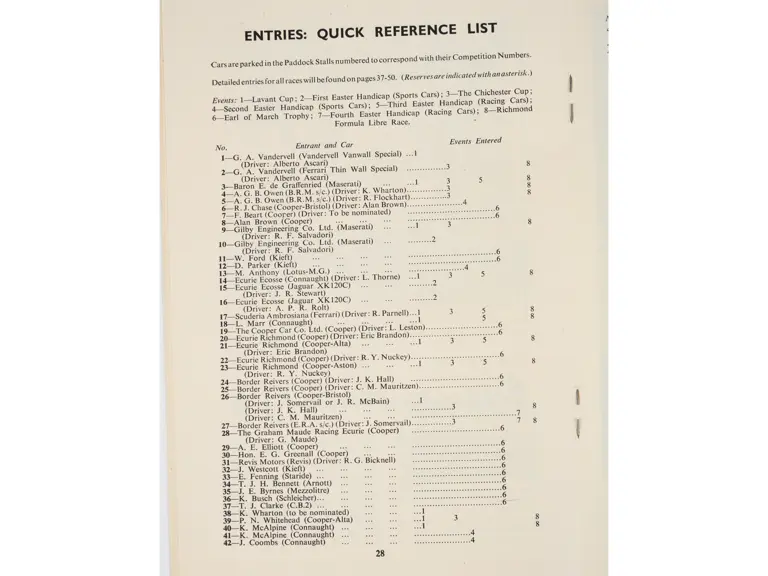 ENTRIES: QUICK REFERENCE LIST
Cars are parked in the Paddock Stalls numbered to correspond with their Competition Numbers.
Detailed entries for all races will be found on pages 37-50. (Reserves are indicated with an asterisk.)
Events: 1—Lavant Cup; 2—First Easter Handicap (Sports Cars); 3—The Chichester Cup;
4—Second Easter Handicap (Sports Cars); 5—Third Easter Handicap (Racing Cars);
6—Earl of March Trophy; 7—Fourth Easter Handicap (Racing Cars); 8—Richmond
Formula Libre Race.
No. Entrant and Car Events Entered
1—G. A. Vandervell (Vandervell Vanwall Special) ...1
(Driver: Alberto Ascari)
2—G. A. Vandervell (Ferrari Thin Wall Special) 3 8
(Driver: Alberto Ascari)
3—Baron E. de Graffenried (Maserati) ... ...1 3 5 8
4—A. G. B. Owen (B.R.M. s/c.) (Driver: K. Wharton) 3 8
5—A. G. B. Owen (B.R.M. s/c.) (Driver: R. Flockhart) 3 8
6—R. J. Chase (Cooper-Bristol) (Driver: Alan Brown) 4
7—F. Beart (Cooper) (Driver: To be nominated) 6
8—Alan Brown (Cooper) ... ... ... 6
9—Gilby Engineering Co. Ltd. (Maserati) ... ...1 3 8
(Driver: R. F. Salvadori)
10—Gilby Engineering Co. Ltd. (Maserati) ... 2
(Driver: R. F. Salvadori)
11—W. Ford (Kieft) ... ... ... ... 6
12—D. Parker (Kieft) ... ... ... ... 6
13—M. Anthony (Lotus-M.G.) ... ... ... 4
14—Ecurie Ecosse (Connaught) (Driver: L. Thorne) ...1 3 5 8
15—Ecurie Ecosse (Jaguar XK120C) ... ... 2
(Driver: J. R. Stewart)
16—Ecurie Ecosse (Jaguar XK120C) ... ... 2
(Driver: A. P. R. Rolt)
17—Scuderia Ambrosiana (Ferrari) (Driver: R. Parnell)...1 3 5 8
18—L. Marr (Connaught) ... ... ... ...1 5 8
19—The Cooper Car Co. Ltd. (Cooper) (Driver: L. Leston) 6
20—Ecurie Richmond (Cooper) (Driver: Eric Brandon) 6
21—Ecurie Richmond (Cooper-Alta) ... ... ...1 3 5 8
(Driver: Eric Brandon)
22—Ecurie Richmond (Cooper) (Driver: R. Y. Nuckey) 6
23—Ecurie Richmond (Cooper-Aston) ... ... ...1 3 5 8
(Driver: R. Y. Nuckey)
24—Border Reivers (Cooper) (Driver: J. K. Hall) 6
25—Border Reivers (Cooper) (Driver: C. M. Mauritzen) 6
26—Border Reivers (Cooper-Bristol)
(Driver: J. Somervail or J. R. McBain) ...1
(Driver: J. K. Hall) ... ... ... 3 8
(Driver: C. M. Mauritzen) ... ... 7
27—Border Reivers (E.R.A. s/c.) (Driver: J. Somervail) 3 7 8
28—The Graham Maude Racing Ecurie (Cooper) 6
(Driver: G. Maude)
29—A. E. Elliott (Cooper) ... ... ... 6
30—Hon. E. G. Greenall (Cooper) ... ... 6
31—Revis Motors (Revis) (Driver: R. G. Bicknell) 6
32—J. Westcott (Kieft) ... ... ... ... 6
33—E. Fenning (Staride) ... ... ... ... 6
34—T. J. H. Bennett (Arnott) ... ... ... 6
35—J. E. Byrnes (Mezzolitre) ... ... ... 6
36—K. Busch (Schleicher)... ... ... ... 6
37—T. J. Clarke (C.B.2) ... ... ... ... 6
38—K. Wharton (to be nominated) ... ... ...1
39—P. N. Whitehead (Cooper-Alta) ... ... ...1 3 8
40—K. McAlpine (Connaught) ... ... ... ...1 8
41—K. McAlpine (Connaught) ... ... ... 4
42—J. Coombs (Connaught) ... ... ... 4
28